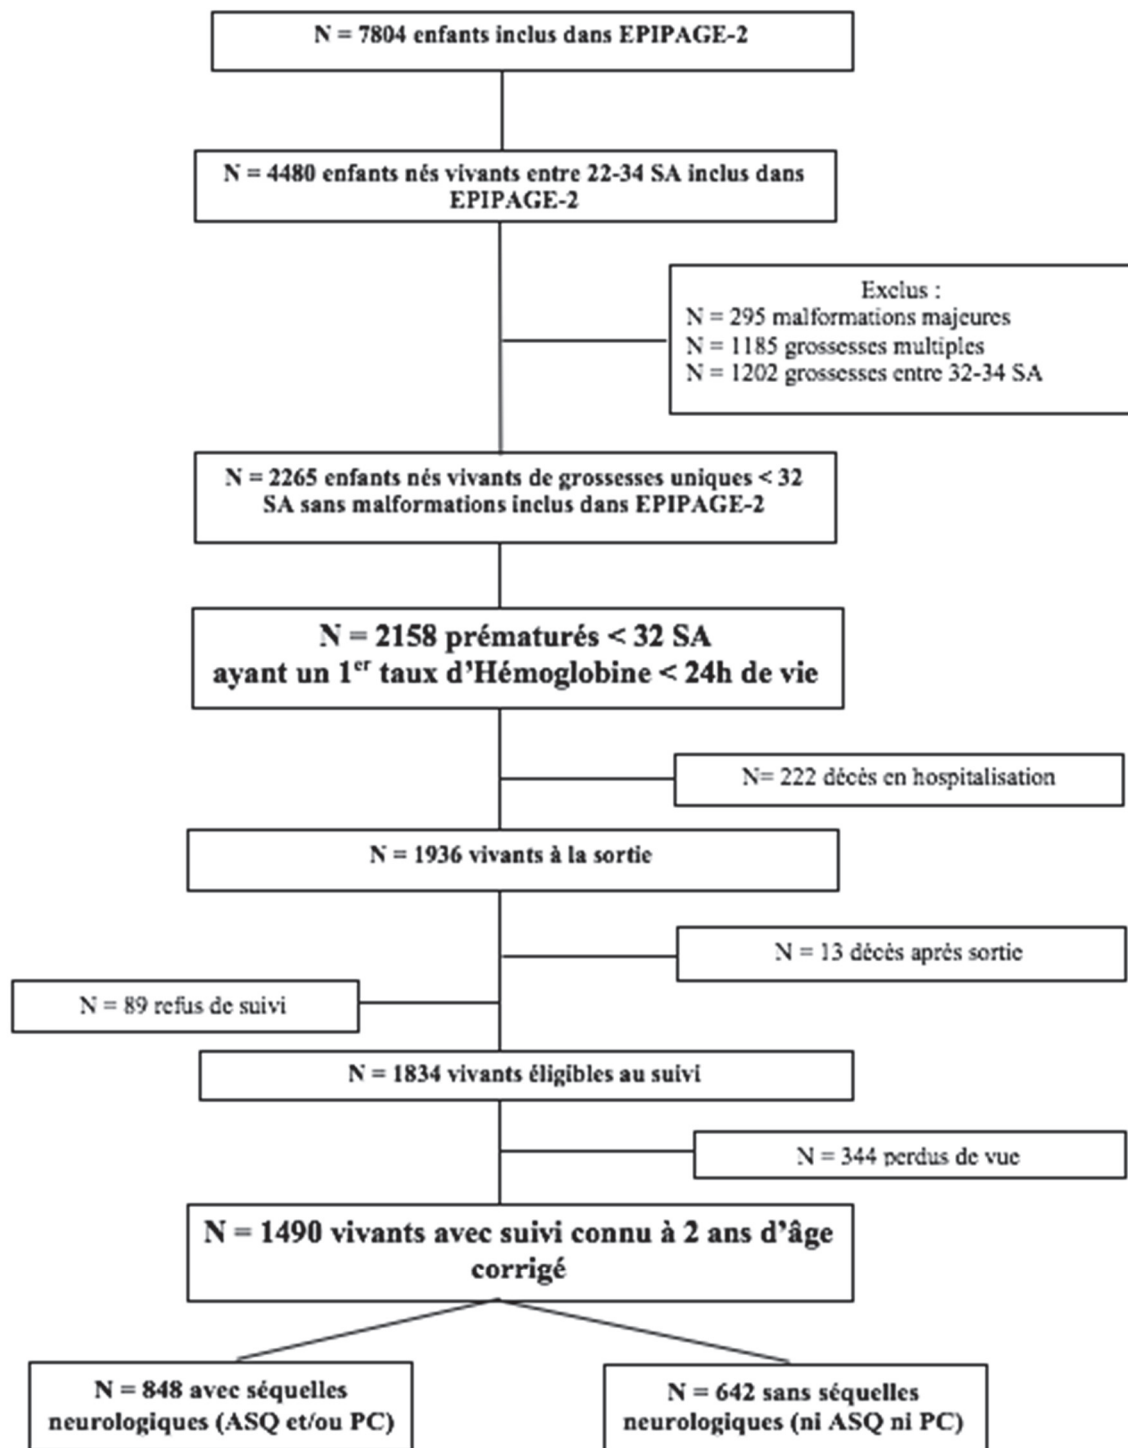 N = 7804 enfants inclus dans EPIPAGE-2
N = 4480 enfants nés vivants entre 22-34 SA inclus dans
EPIPAGE-2
Exclus :
N = 295 malformations majeures
N = 1185 grossesses multiples
N = 1202 grossesses entre 32-34 SA
N = 2265 enfants nés vivants de grossesses uniques < 32
SA sans malformations inclus dans EPIPAGE-2
N = 2158 prématurés < 32 SA
ayant un 1er taux d'Hémoglobine < 24h de vie
N= 222 décès en hospitalisation
N = 1936 vivants à la sortie
N = 13 décès après sortie
N = 89 refus de suivi
N = 1834 vivants éligibles au suivi
N = 344 perdus de vue
N = 1490 vivants avec suivi connu à 2 ans d'âge
corrigé
N = 848 avec séquelles
neurologiques (ASQ et/ou PC)
N = 642 sans séquelles
neurologiques (ni ASQ ni PC)